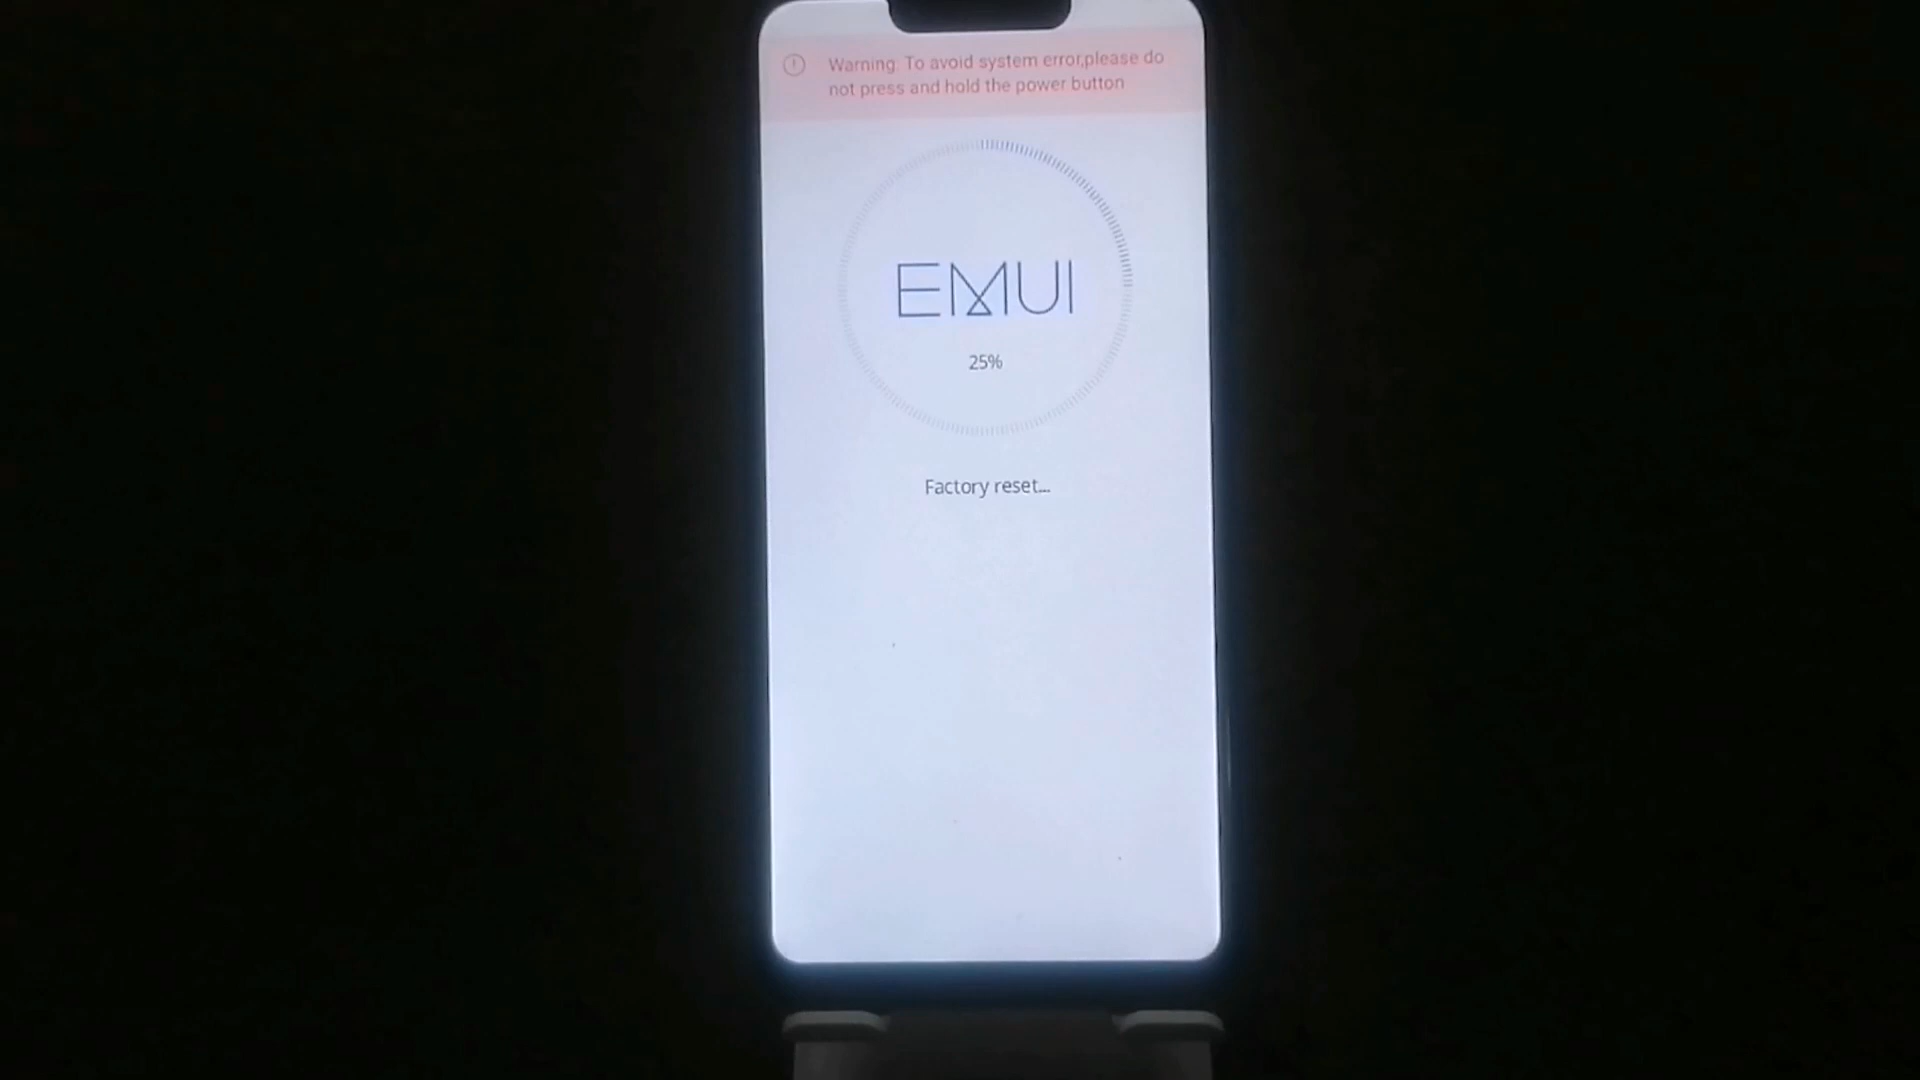 Warning: To avoid system error,please do
not press and hold the power button
EMUI
25%
Factory reset...